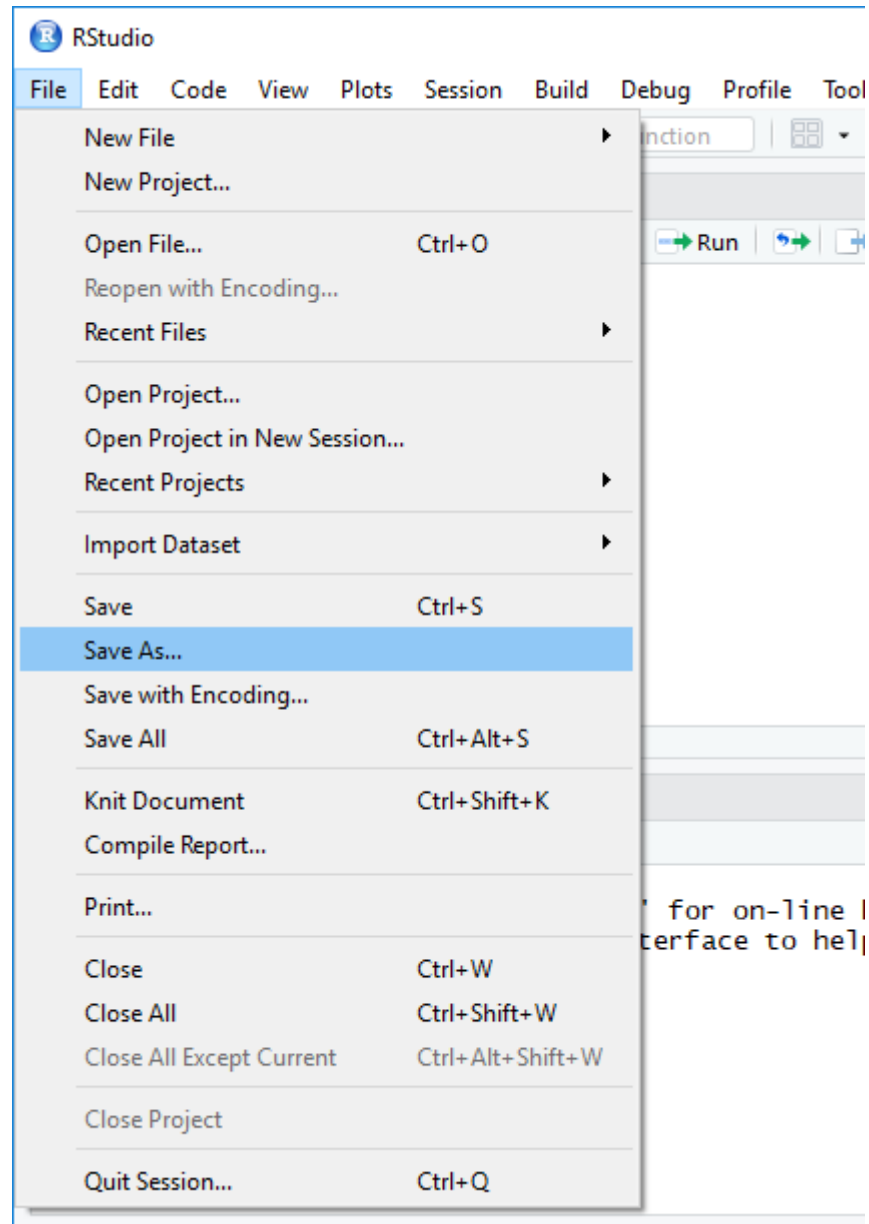 RStudio
File Edit Code View Plots Session Build Debug Profile
New File nction
New Project...
Open File... Ctrl+O Run
Reopen with Encoding...
Recent Files
Open Project...
Open Project in New Session...
Recent Projects
Import Dataset
Save Ctrl+S
Save As...
Save with Encoding...
Save All Ctrl+Alt+S
Knit Document Ctrl+Shift+K
Compile Report...
Print... ' for on-line
terface to help
Close Ctrl+W
Close All Ctrl+Shift+W
Close All Except Current Ctrl+Alt+Shift+W
Close Project
Quit Session... Ctrl+Q